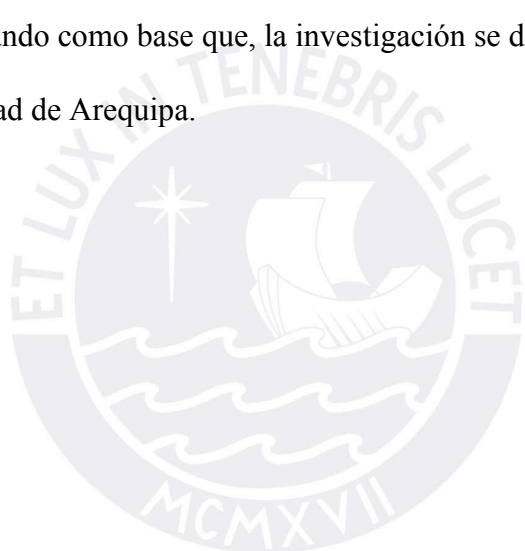 ando como base que, la investigación se d
ad de Arequipa.
ET LUX IN TENEBRIS LUCET
MCMXVII